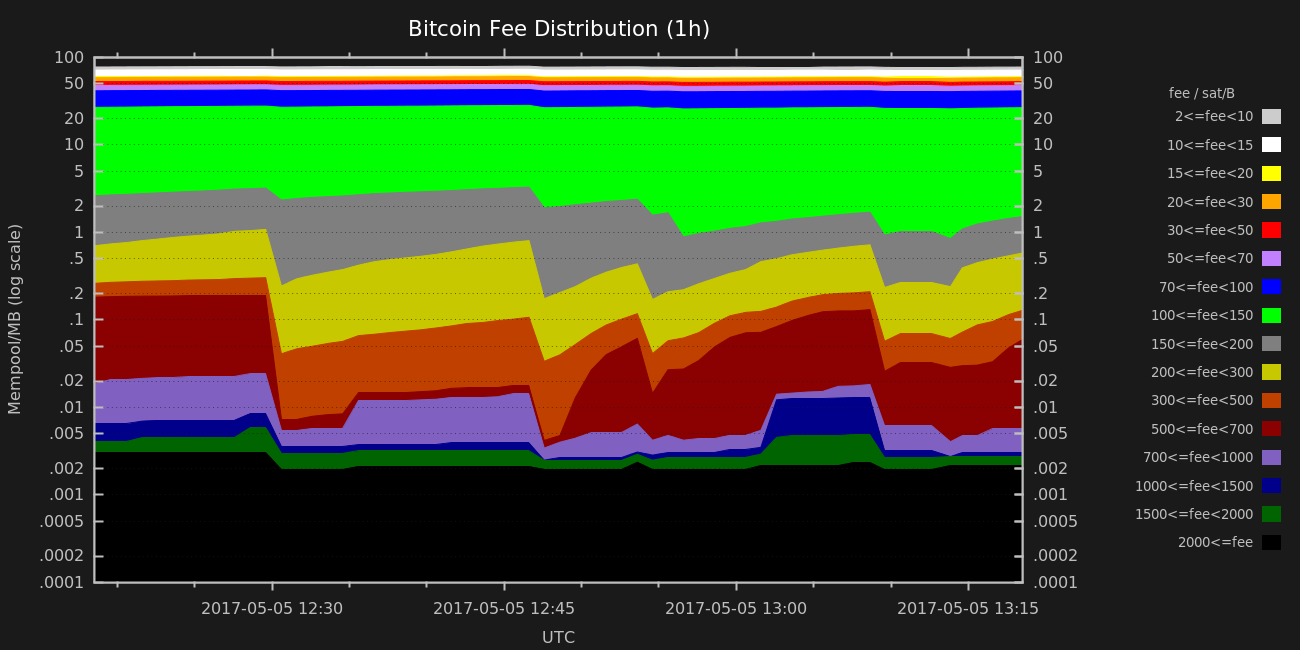 Bitcoin Fee Distribution (1h)
Mempool/MB (log scale)
100
50
20
10
5
2
1
.5
.2
.1
.05
.02
.01
.005
.002
.001
.0005
.0002
.0001
100
50
20
10
5
2
1
.5
.2
.1
.05
.02
.01
.005
.002
.001
.0005
.0002
.0001
2017-05-05 12:30
2017-05-05 12:45
2017-05-05 13:00
2017-05-05 13:15
UTC
fee / sat/B
2<=fee<10
10<=fee<15
15<=fee<20
20<=fee<30
30<=fee<50
50<=fee<70
70<=fee<100
100<=fee<150
150<=fee<200
200<=fee<300
300<=fee<500
500<=fee<700
700<=fee<1000
1000<=fee<1500
1500<=fee<2000
2000<=fee